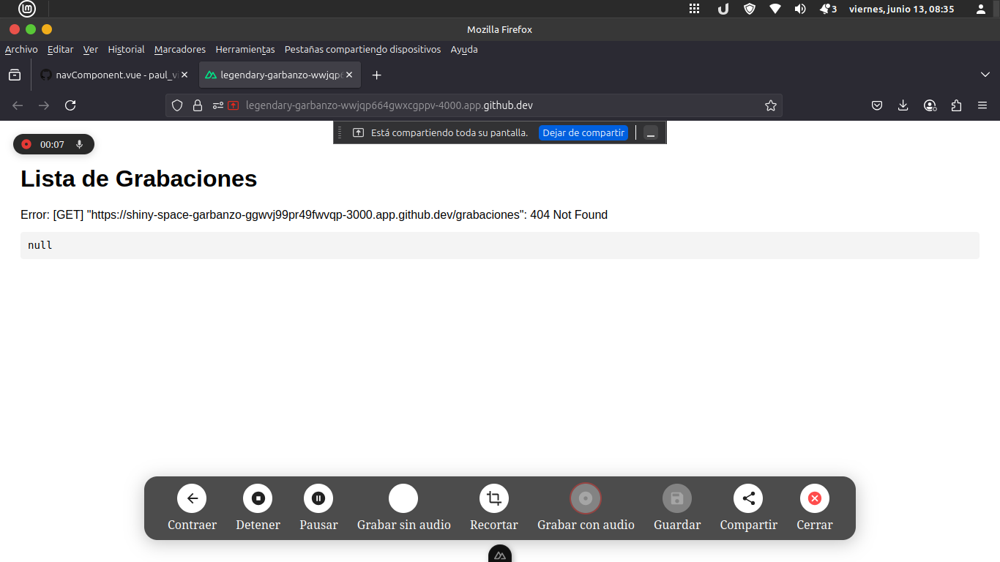 3 viernes, junio 13, 08:35
Mozilla Firefox
Archivo Editar Ver Historial Marcadores Herramientas Pestañas compartiendo dispositivos Ayuda
navComponent.vue - paul_v legendary-garbanzo-wwjqp
legendary-garbanzo-wwjqp664gwxcgppv-4000.app.github.dev
Está compartiendo toda su pantalla. Dejar de compartir
00:07
Lista de Grabaciones
Error: [GET] "https://shiny-space-garbanzo-ggwvj99pr49fwvqp-3000.app.github.dev/grabaciones": 404 Not Found
null
Contraer Detener Pausar Grabar sin audio Recortar Grabar con audio Guardar Compartir Cerrar